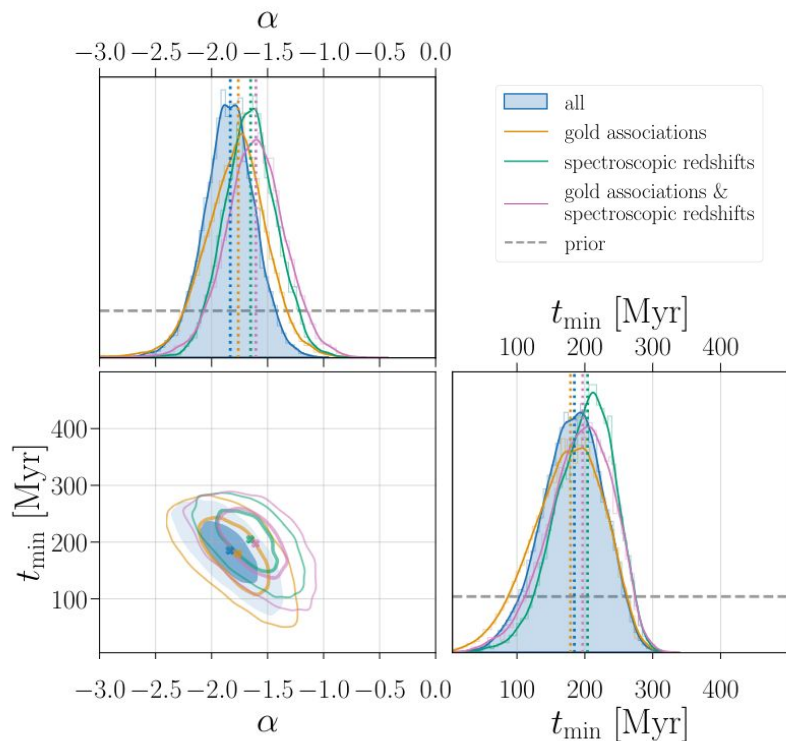 α
−3.0 −2.5 −2.0 −1.5 −1.0 −0.5 0.0
all
gold associations
spectroscopic redshifts
gold associations &
spectroscopic redshifts
prior
t_min [Myr]
100 200 300 400
t_min [Myr]
400
300
200
100
−3.0 −2.5 −2.0 −1.5 −1.0 −0.5 0.0
α
100 200 300 400
t_min [Myr]